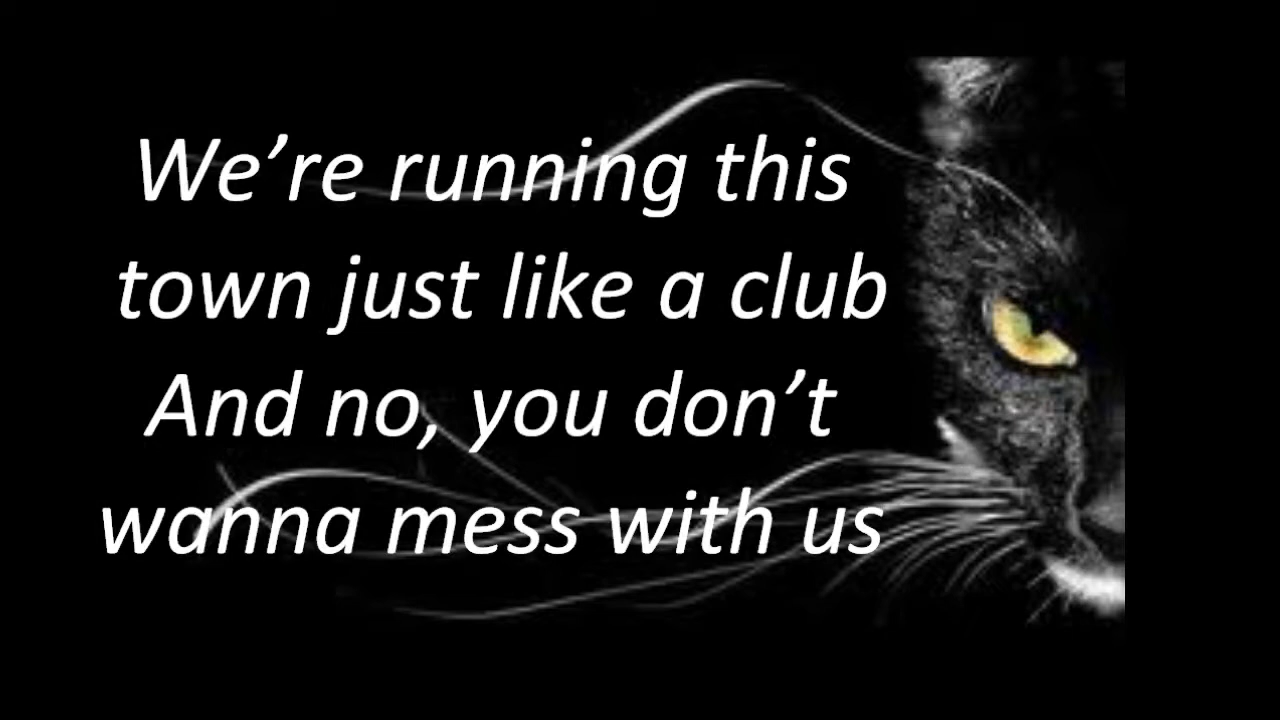 We’re running this
town just like a club
And no, you don’t
wanna mess with us